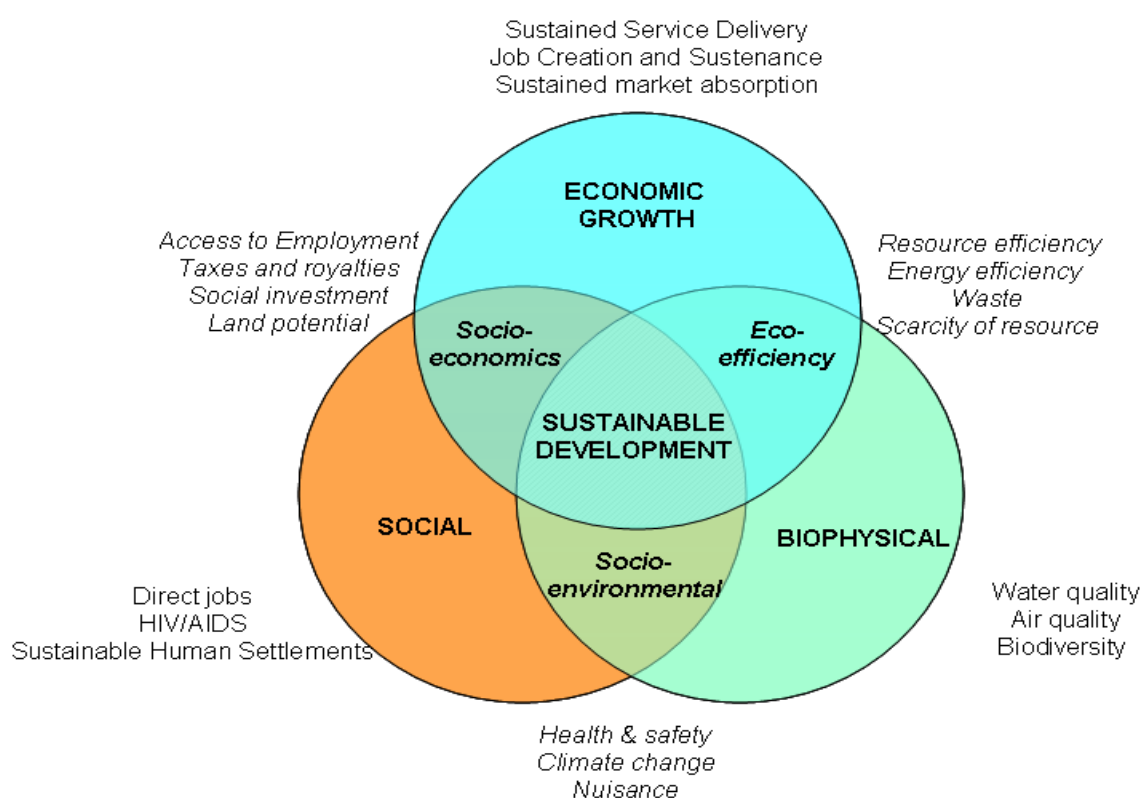 Sustained Service Delivery
Job Creation and Sustenance
Sustained market absorption
ECONOMIC
GROWTH
Access to Employment
Taxes and royalties
Social investment
Land potential
Resource efficiency
Energy efficiency
Waste
Scarcity of resource
Socio-
economics
Eco-
efficiency
SUSTAINABLE
DEVELOPMENT
SOCIAL
BIOPHYSICAL
Socio-
environmental
Direct jobs
HIV/AIDS
Sustainable Human Settlements
Water quality
Air quality
Biodiversity
Health & safety
Climate change
Nuisance